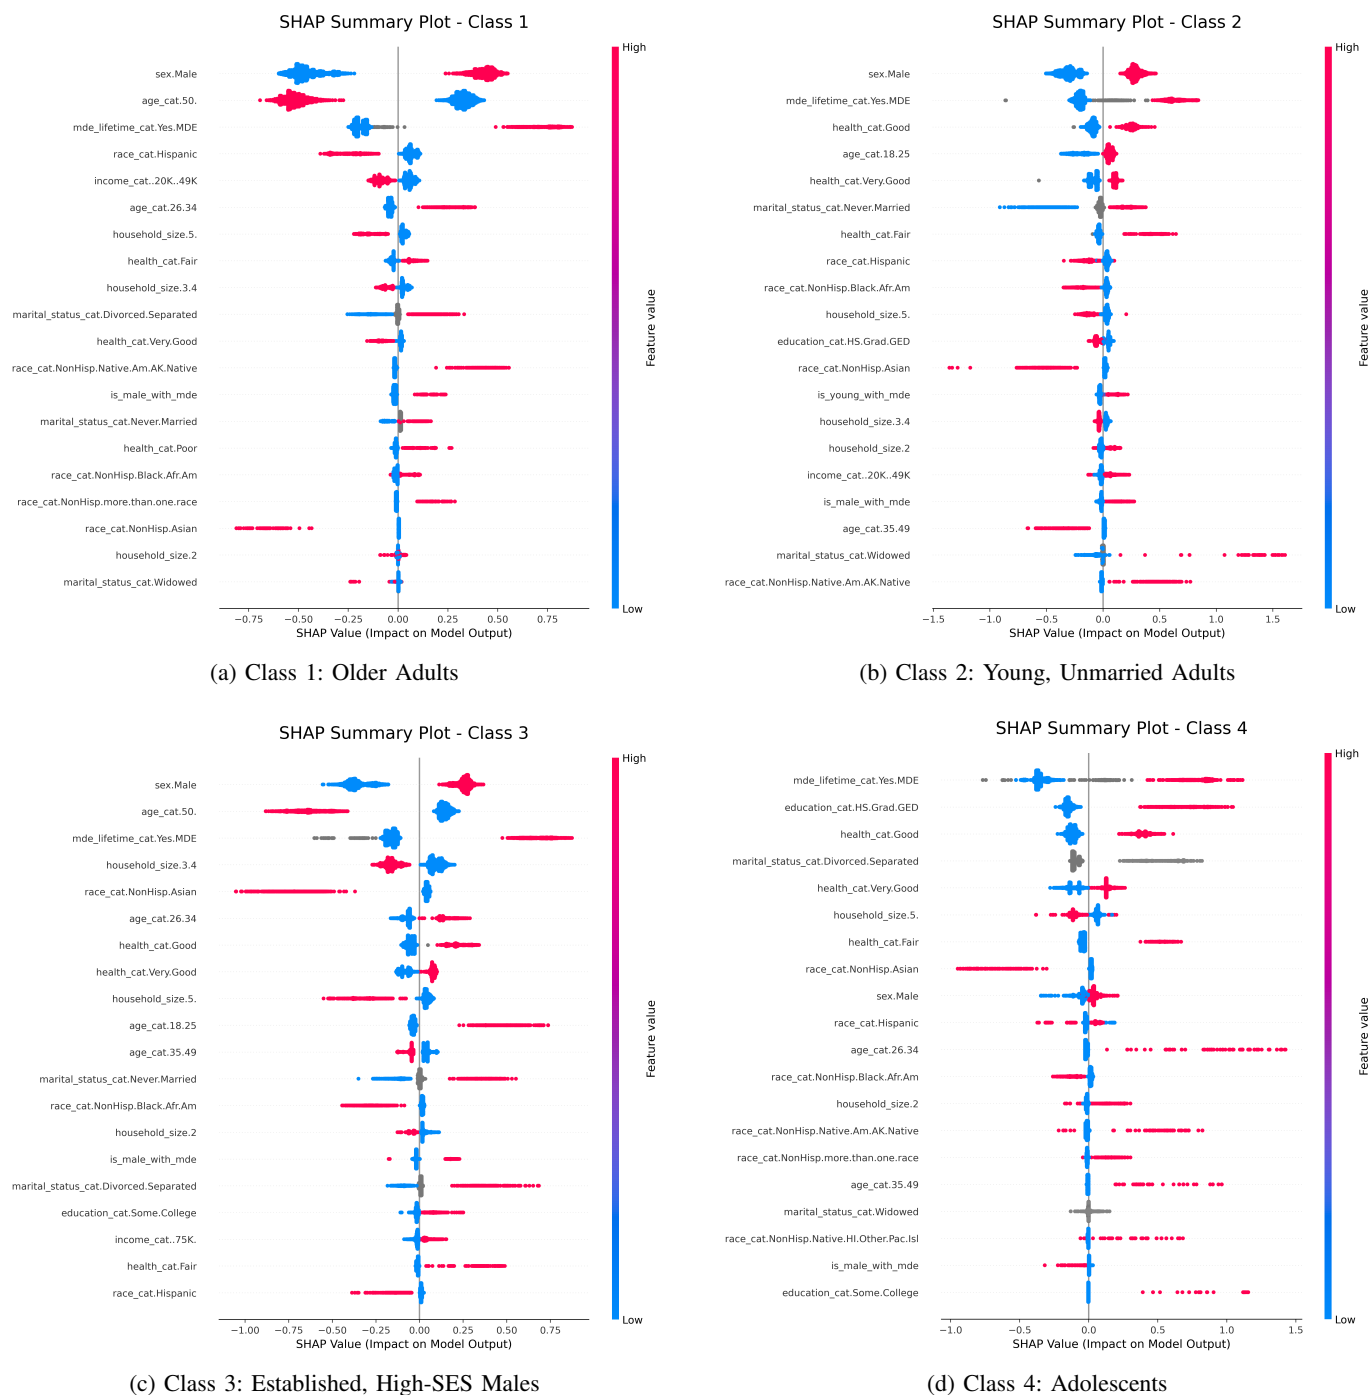 SHAP Summary Plot - Class 1
High
sex.Male
age_cat.50.
mde_lifetime_cat.Yes.MDE
race_cat.Hispanic
income_cat..20K..49K
age_cat.26.34
household_size.5.
health_cat.Fair
household_size.3.4
marital_status_cat.Divorced.Separated
health_cat.Very.Good
race_cat.NonHisp.Native.Am.AK.Native
is_male_with_mde
marital_status_cat.Never.Married
health_cat.Poor
race_cat.NonHisp.Black.Afr.Am
race_cat.NonHisp.more.than.one.race
race_cat.NonHisp.Asian
household_size.2
marital_status_cat.Widowed
Feature value
Low
−0.75 −0.50 −0.25 0.00 0.25 0.50 0.75
SHAP Value (Impact on Model Output)
(a) Class 1: Older Adults
SHAP Summary Plot - Class 2
High
sex.Male
mde_lifetime_cat.Yes.MDE
health_cat.Good
age_cat.18.25
health_cat.Very.Good
marital_status_cat.Never.Married
health_cat.Fair
race_cat.Hispanic
race_cat.NonHisp.Black.Afr.Am
household_size.5.
education_cat.HS.Grad.GED
race_cat.NonHisp.Asian
is_young_with_mde
household_size.3.4
household_size.2
income_cat..20K..49K
is_male_with_mde
age_cat.35.49
marital_status_cat.Widowed
race_cat.NonHisp.Native.Am.AK.Native
Feature value
Low
−1.5 −1.0 −0.5 0.0 0.5 1.0 1.5
SHAP Value (Impact on Model Output)
(b) Class 2: Young, Unmarried Adults
SHAP Summary Plot - Class 3
High
sex.Male
age_cat.50.
mde_lifetime_cat.Yes.MDE
household_size.3.4
race_cat.NonHisp.Asian
age_cat.26.34
health_cat.Good
health_cat.Very.Good
household_size.5.
age_cat.18.25
age_cat.35.49
marital_status_cat.Never.Married
race_cat.NonHisp.Black.Afr.Am
household_size.2
is_male_with_mde
marital_status_cat.Divorced.Separated
education_cat.Some.College
income_cat..75K.
health_cat.Fair
race_cat.Hispanic
Feature value
Low
−1.00 −0.75 −0.50 −0.25 0.00 0.25 0.50 0.75
SHAP Value (Impact on Model Output)
(c) Class 3: Established, High-SES Males
SHAP Summary Plot - Class 4
High
mde_lifetime_cat.Yes.MDE
education_cat.HS.Grad.GED
health_cat.Good
marital_status_cat.Divorced.Separated
health_cat.Very.Good
household_size.5.
health_cat.Fair
race_cat.NonHisp.Asian
sex.Male
race_cat.Hispanic
age_cat.26.34
race_cat.NonHisp.Black.Afr.Am
household_size.2
race_cat.NonHisp.Native.Am.AK.Native
race_cat.NonHisp.more.than.one.race
age_cat.35.49
marital_status_cat.Widowed
race_cat.NonHisp.Native.HI.Other.Pac.Isl
is_male_with_mde
education_cat.Some.College
Feature value
Low
−1.0 −0.5 0.0 0.5 1.0 1.5
SHAP Value (Impact on Model Output)
(d) Class 4: Adolescents